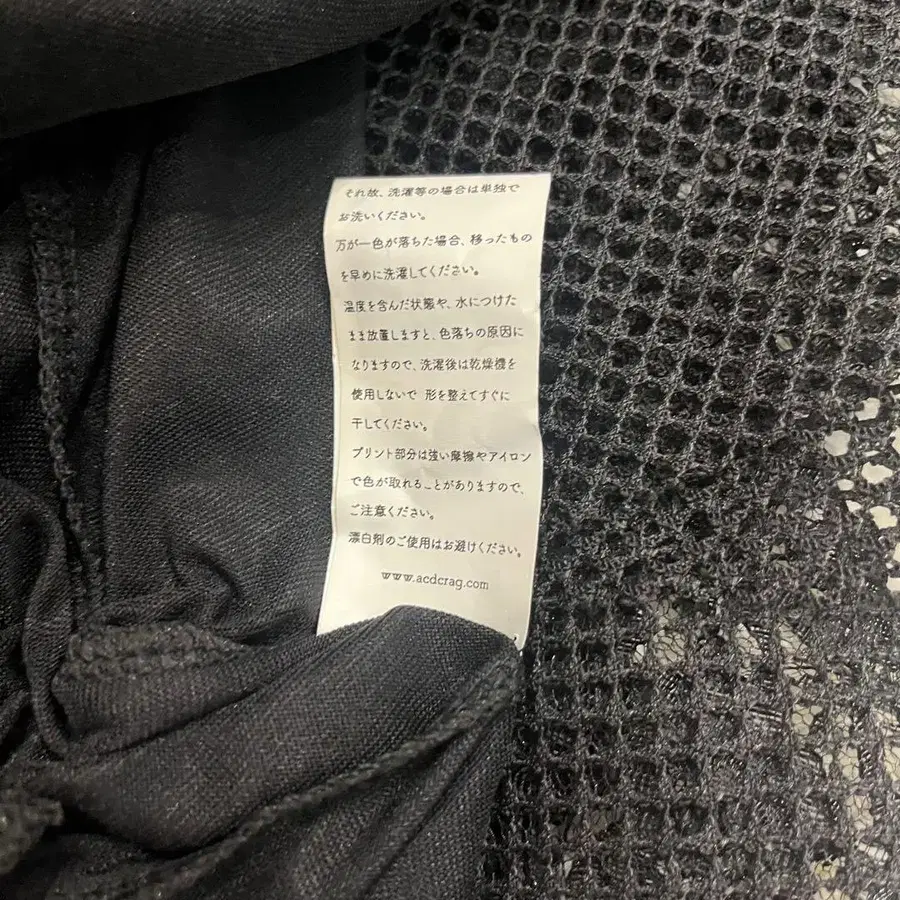 それ故、洗濯等の場合は単独で
お洗いください。
万が一色が落ちた場合、移ったもの
を早めに洗濯してください。
温度を含んだ状態や、水につけた
まま放置しますと、色落ちの原因に
なりますので、洗濯後は乾燥機を
使用しないで 形を整えてすぐに
干してください。
プリント部分は強い摩擦やアイロン
で色が取れることがありますので、
ご注意ください。
漂白剤のご使用はお避けください。
www.acdcrag.com